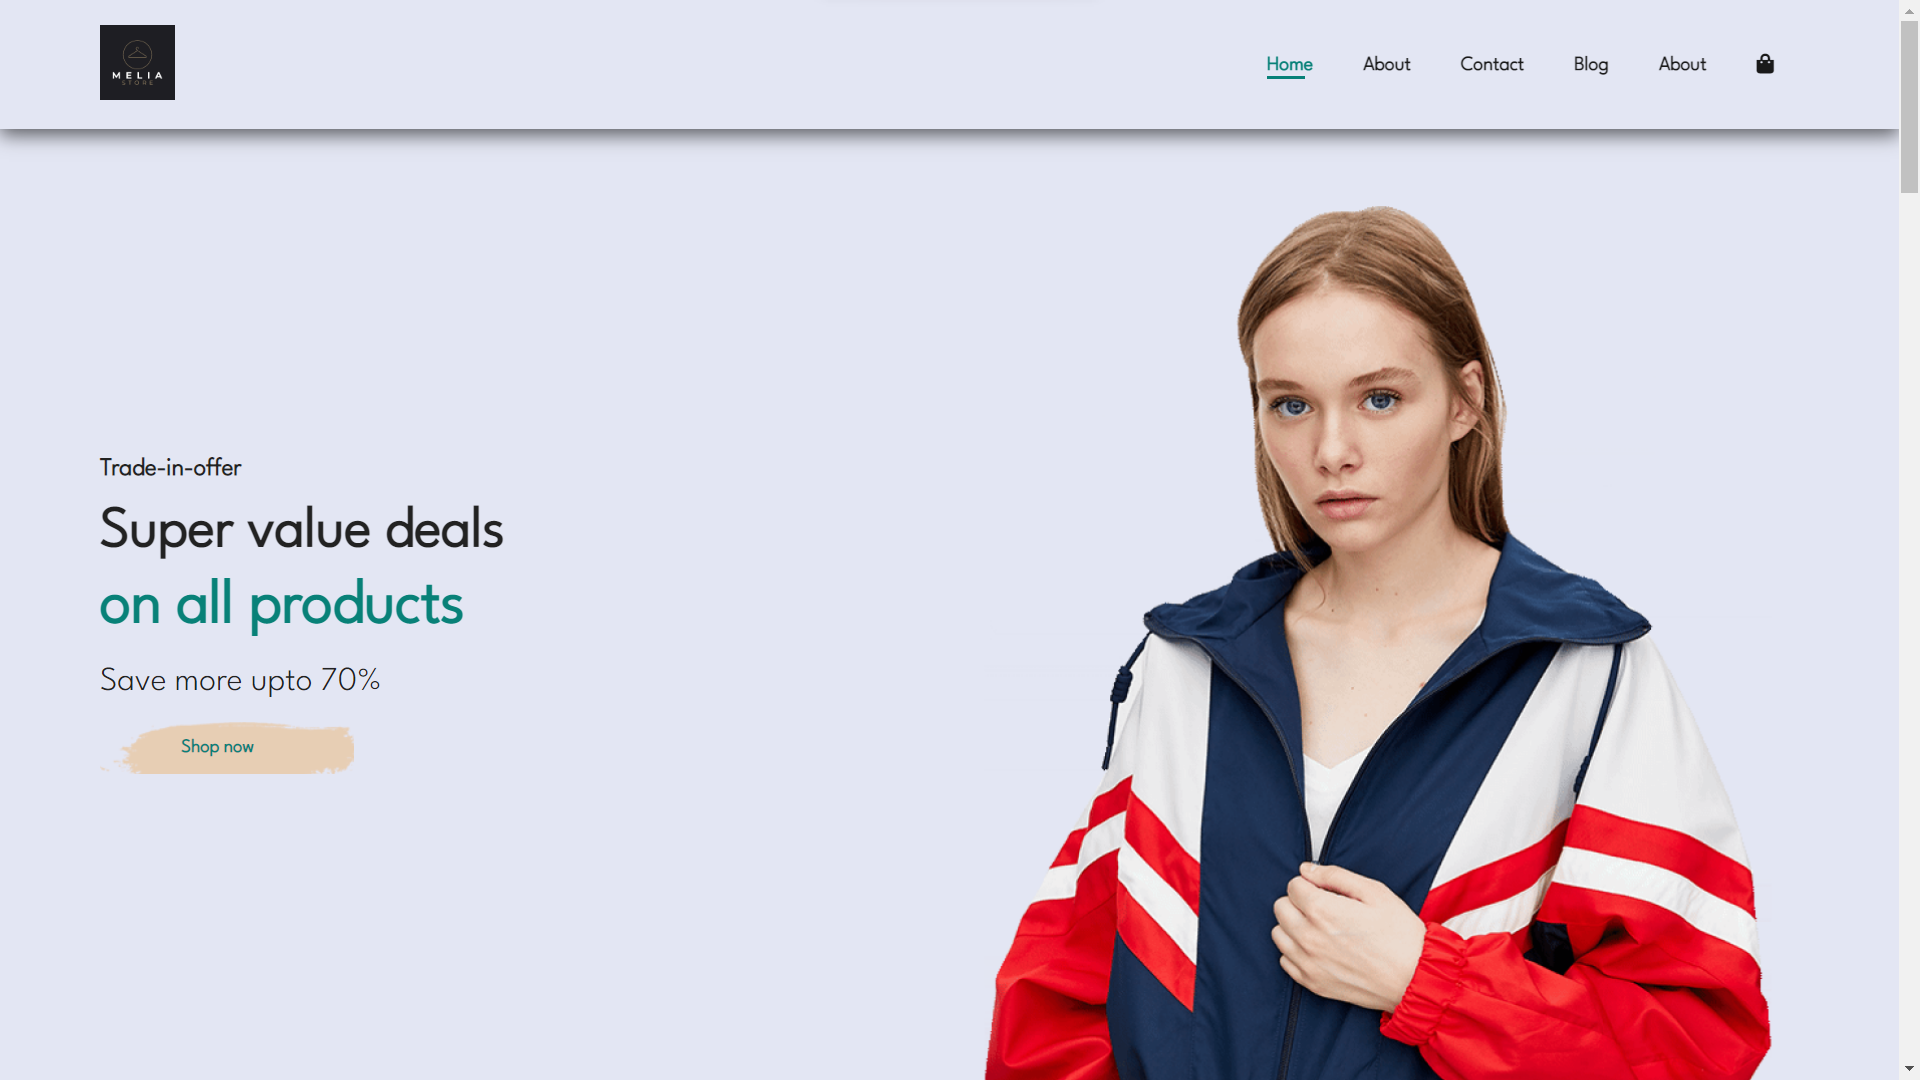 MELIA
STORE
Home About Contact Blog About
Trade-in-offer
Super value deals
on all products
Save more upto 70%
Shop now